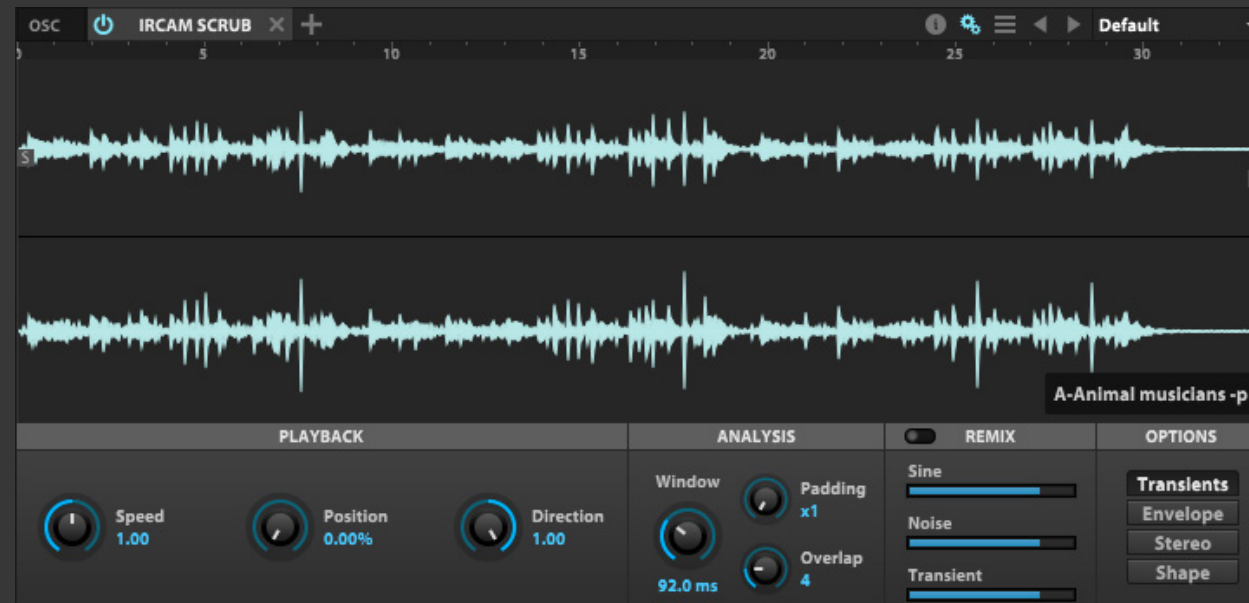 OSC IRCAM SCRUB Default
0 5 10 15 20 25 30
S
A-Animal musicians -p
PLAYBACK ANALYSIS REMIX OPTIONS
Speed
1.00
Position
0.00%
Direction
1.00
Window
92.0 ms
Padding
x1
Overlap
4
Sine
Noise
Transient
Transients
Envelope
Stereo
Shape